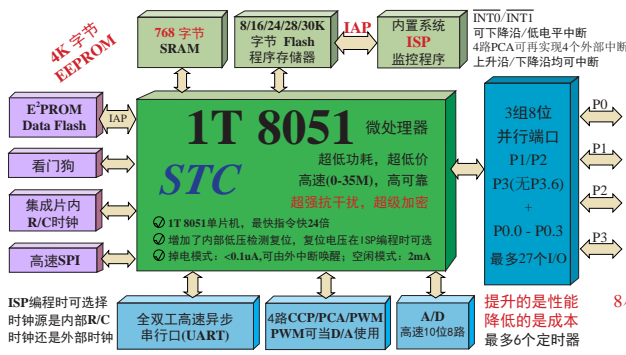 4K 字节
EEPROM
768 字节
SRAM
8/16/24/28/30K
字节 Flash
程序存储器
IAP
内置系统
ISP
监控程序
INT0/INT1
可下降沿/低电平中断
4路PCA可再实现4个外部中断
上升沿/下降沿均可中断
E²PROM
Data Flash
IAP
看门狗
集成片内
R/C时钟
高速SPI
1T 8051 微处理器
STC
超低功耗，超低价
高速(0-35M)，高可靠
超强抗干扰，超级加密
1T 8051单片机，最快指令快24倍
增加了内部低压检测复位，复位电压在ISP编程时可选
掉电模式：<0.1uA,可由外中断唤醒；空闲模式：2mA
3组8位
并行端口
P1/P2
P3(无P3.6)
+
P0.0 - P0.3
最多27个I/O
P0
P1
P2
P3
ISP编程时可选择
时钟源是内部R/C
时钟还是外部时钟
全双工高速异步
串行口(UART)
4路CCP/PCA/PWM
PWM可当D/A使用
A/D
高速10位8路
提升的是性能
降低的是成本
最多6个定时器